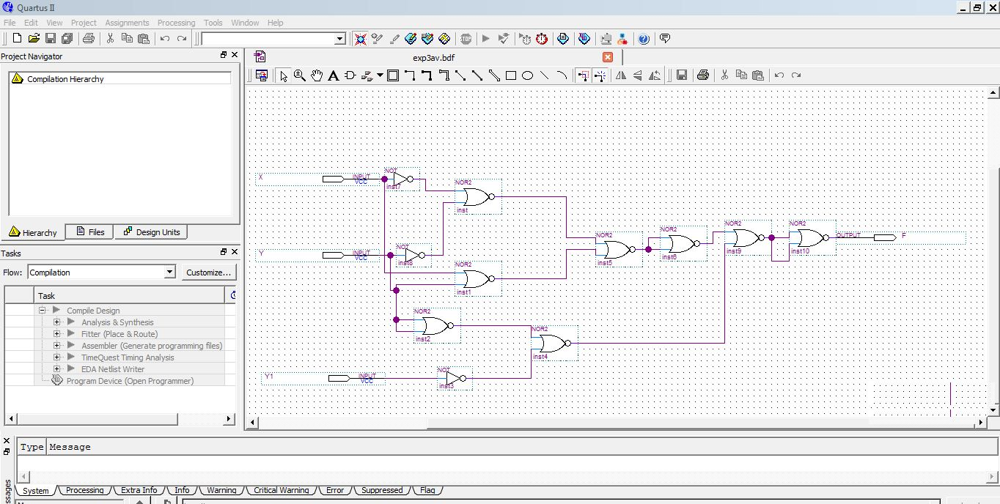 Quartus II
File Edit View Project Assignments Processing Tools Window Help
STOP
Project Navigator
exp3av.bdf
Compilation Hierarchy
Hierarchy Files Design Units
Tasks
Flow: Compilation Customize...
Task
Compile Design
Analysis & Synthesis
Fitter (Place & Route)
Assembler (Generate programming files)
TimeQuest Timing Analysis
EDA Netlist Writer
Program Device (Open Programmer)
X INPUT VCC
NOT
inst7
NOR2
inst
Y INPUT VCC
NOT
inst8
NOR2
inst1
NOR2
inst2
Y1 INPUT VCC
NOT
inst3
NOR2
inst4
NOR2
inst5
NOR2
inst6
NOR2
inst9
NOR2
inst10
OUTPUT F
Type Message
System Processing Extra Info Info Warning Critical Warning Error Suppressed Flag